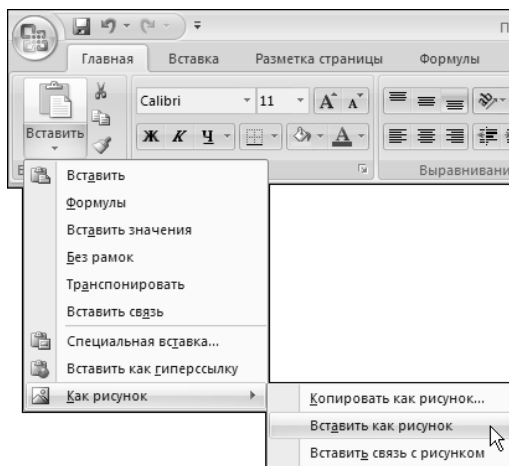 П
Главная Вставка Разметка страницы Формулы
Calibri 11 A A
Вставить
Ж К Ч A
Выравнивани
Вставить
Формулы
Вставить значения
Без рамок
Транспонировать
Вставить связь
Специальная вставка...
Вставить как гиперссылку
Как рисунок
Копировать как рисунок...
Вставить как рисунок
Вставить связь с рисунком